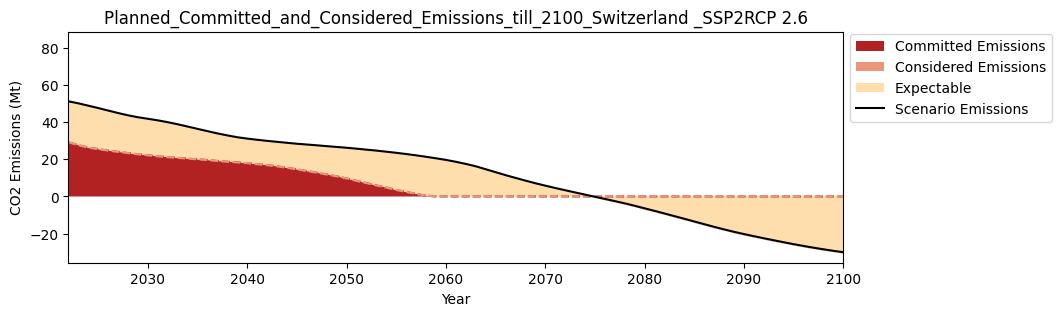 Planned_Committed_and_Considered_Emissions_till_2100_Switzerland _SSP2RCP 2.6
80
60
40
20
0
−20
CO2 Emissions (Mt)
2030 2040 2050 2060 2070 2080 2090 2100
Year
Committed Emissions
Considered Emissions
Expectable
Scenario Emissions